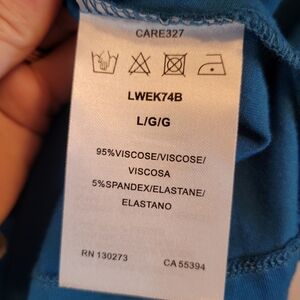 CARE327
LWEK74B
L/G/G
95%VISCOSE/VISCOSE/
VISCOSA
5%SPANDEX/ELASTANE/
ELASTANO
RN 130273 CA 55394